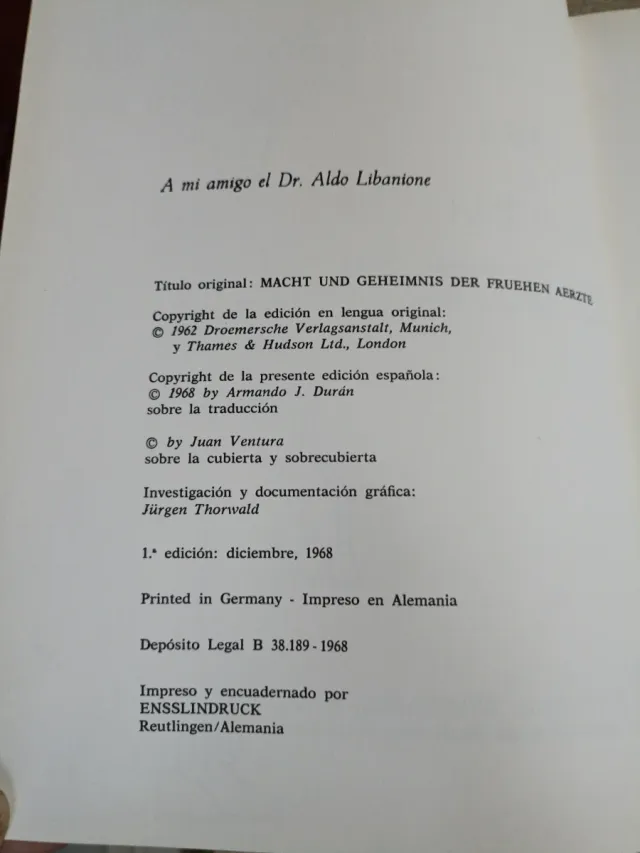 A mi amigo el Dr. Aldo Libanione
Título original: MACHT UND GEHEIMNIS DER FRUEHEN AERZTE
Copyright de la edición en lengua original:
© 1962 Droemersche Verlagsanstalt, Munich,
y Thames & Hudson Ltd., London
Copyright de la presente edición española:
© 1968 by Armando J. Durán
sobre la traducción
© by Juan Ventura
sobre la cubierta y sobrecubierta
Investigación y documentación gráfica:
Jürgen Thorwald
1.ª edición: diciembre, 1968
Printed in Germany - Impreso en Alemania
Depósito Legal B 38.189 - 1968
Impreso y encuadernado por
ENSSLINDRUCK
Reutlingen/Alemania